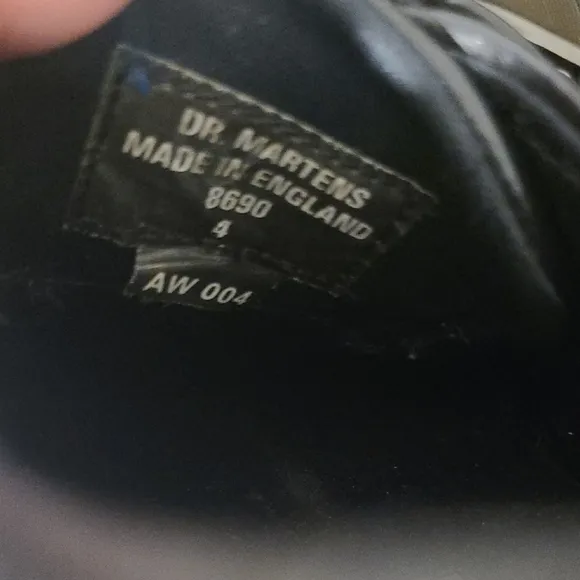 DR. MARTENS
MADE IN ENGLAND
8690
4
AW 004